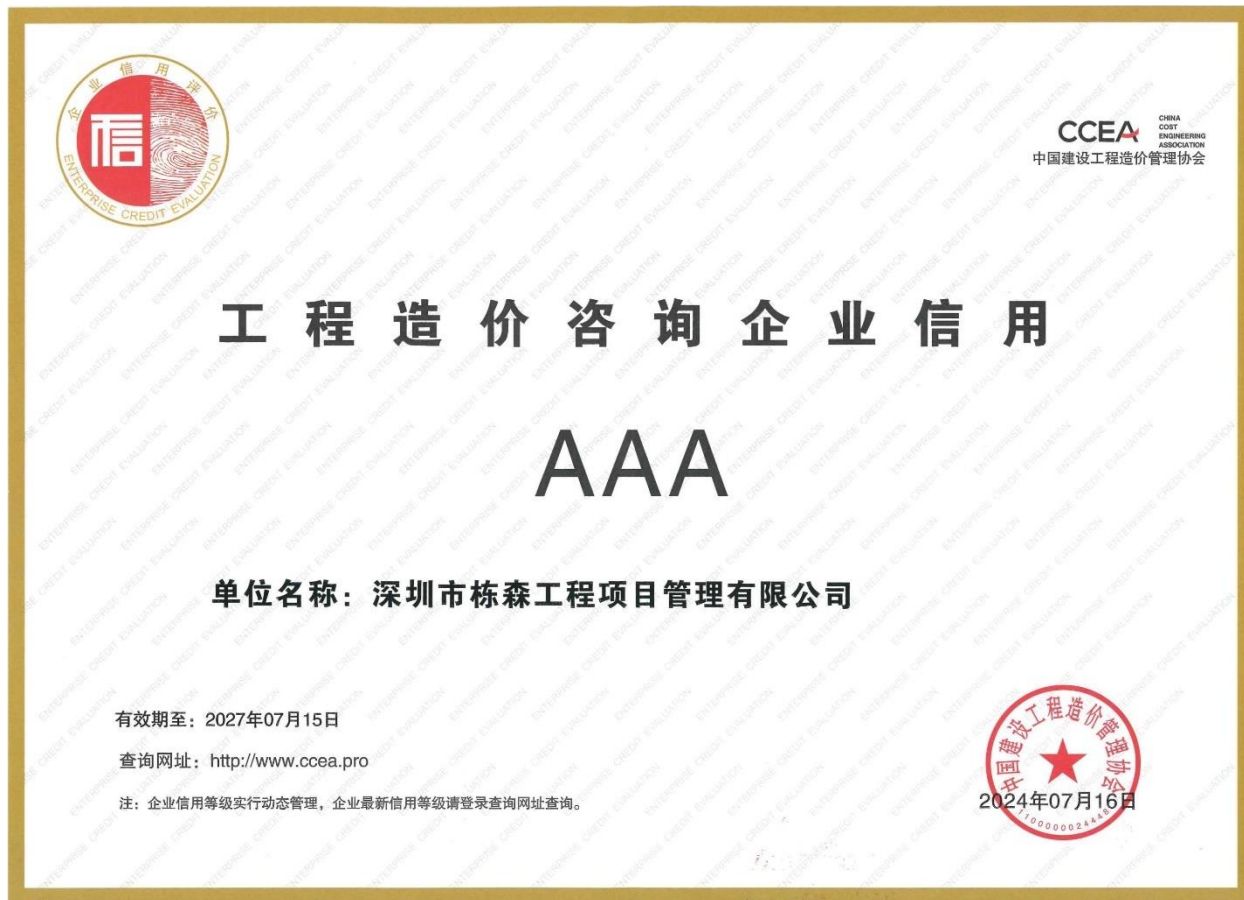 企业信用评价
ENTERPRISE CREDIT EVALUATION
信
CCEA
CHINA
COST
ENGINEERING
ASSOCIATION
中国建设工程造价管理协会
工程造价咨询企业信用
AAA
单位名称：深圳市栋森工程项目管理有限公司
有效期至：2027年07月15日
查询网址：http://www.ccea.pro
注：企业信用等级实行动态管理，企业最新信用等级请登录查询网址查询。
中国建设工程造价管理协会
2024年07月16日